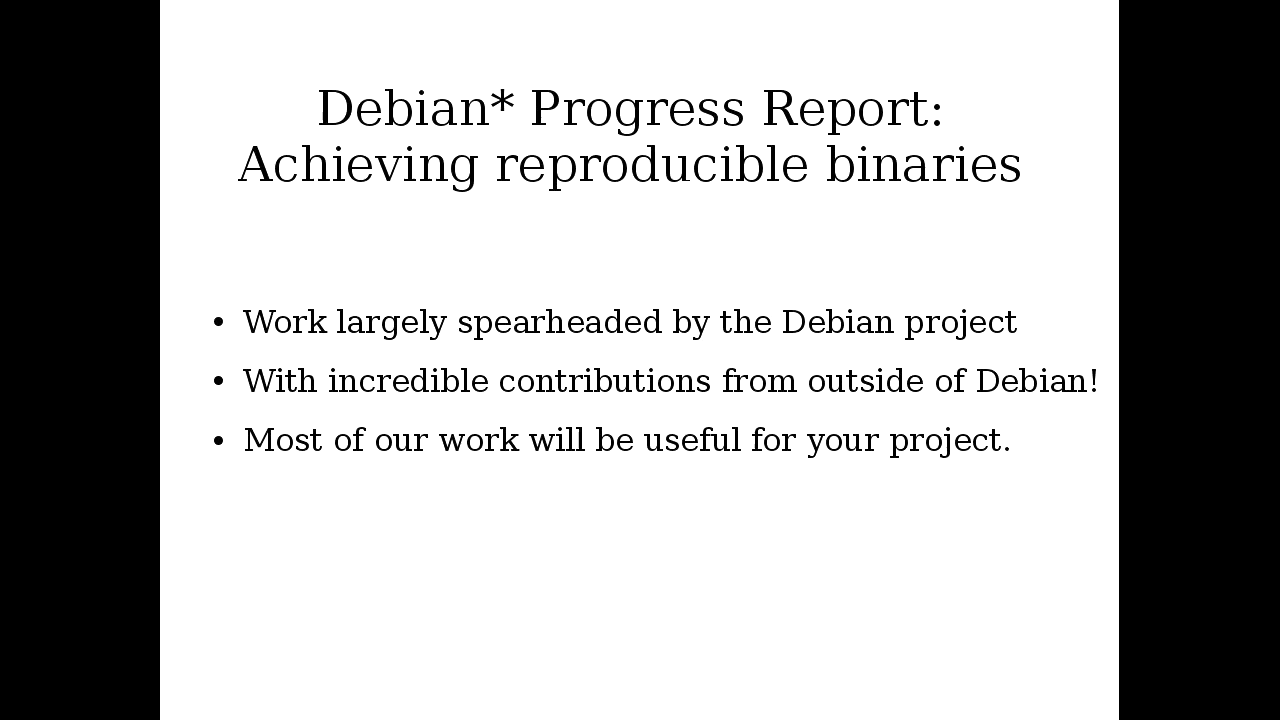 Debian* Progress Report:
Achieving reproducible binaries
• Work largely spearheaded by the Debian project
• With incredible contributions from outside of Debian!
• Most of our work will be useful for your project.